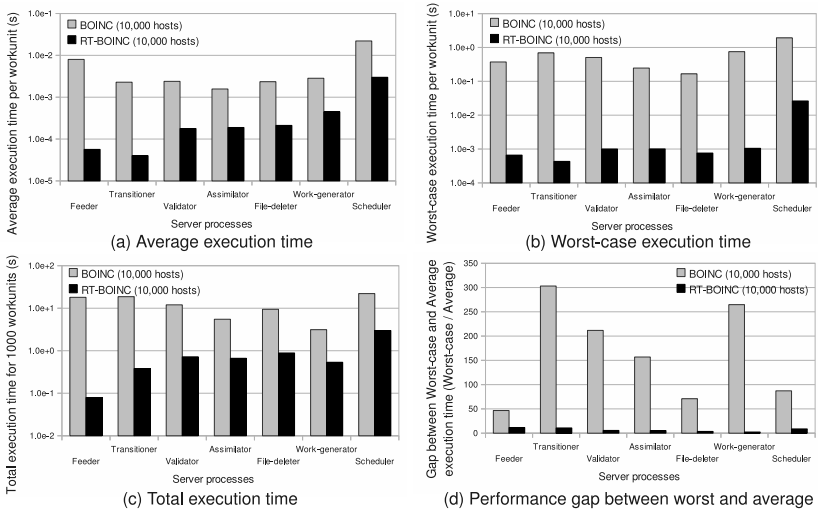 Average execution time per workunit (s)
1.0e-1
1.0e-2
1.0e-3
1.0e-4
1.0e-5
BOINC (10,000 hosts)
RT-BOINC (10,000 hosts)
Feeder
Transitioner
Validator
Assimilator
File-deleter
Work-generator
Scheduler
Server processes
(a) Average execution time
Worst-case execution time per workunit (s)
1.0e+1
1.0e+0
1.0e-1
1.0e-2
1.0e-3
1.0e-4
BOINC (10,000 hosts)
RT-BOINC (10,000 hosts)
Feeder
Transitioner
Validator
Assimilator
File-deleter
Work-generator
Scheduler
Server processes
(b) Worst-case execution time
Total execution time for 1000 workunits (s)
1.0e+2
1.0e+1
1.0e+0
1.0e-1
1.0e-2
BOINC (10,000 hosts)
RT-BOINC (10,000 hosts)
Feeder
Transitioner
Validator
Assimilator
File-deleter
Work-generator
Scheduler
Server processes
(c) Total execution time
Gap between Worst-case and Average
execution time (Worst-case / Average)
350
300
250
200
150
100
50
0
BOINC (10,000 hosts)
RT-BOINC (10,000 hosts)
Feeder
Transitioner
Validator
Assimilator
File-deleter
Work-generator
Scheduler
Server processes
(d) Performance gap between worst and average